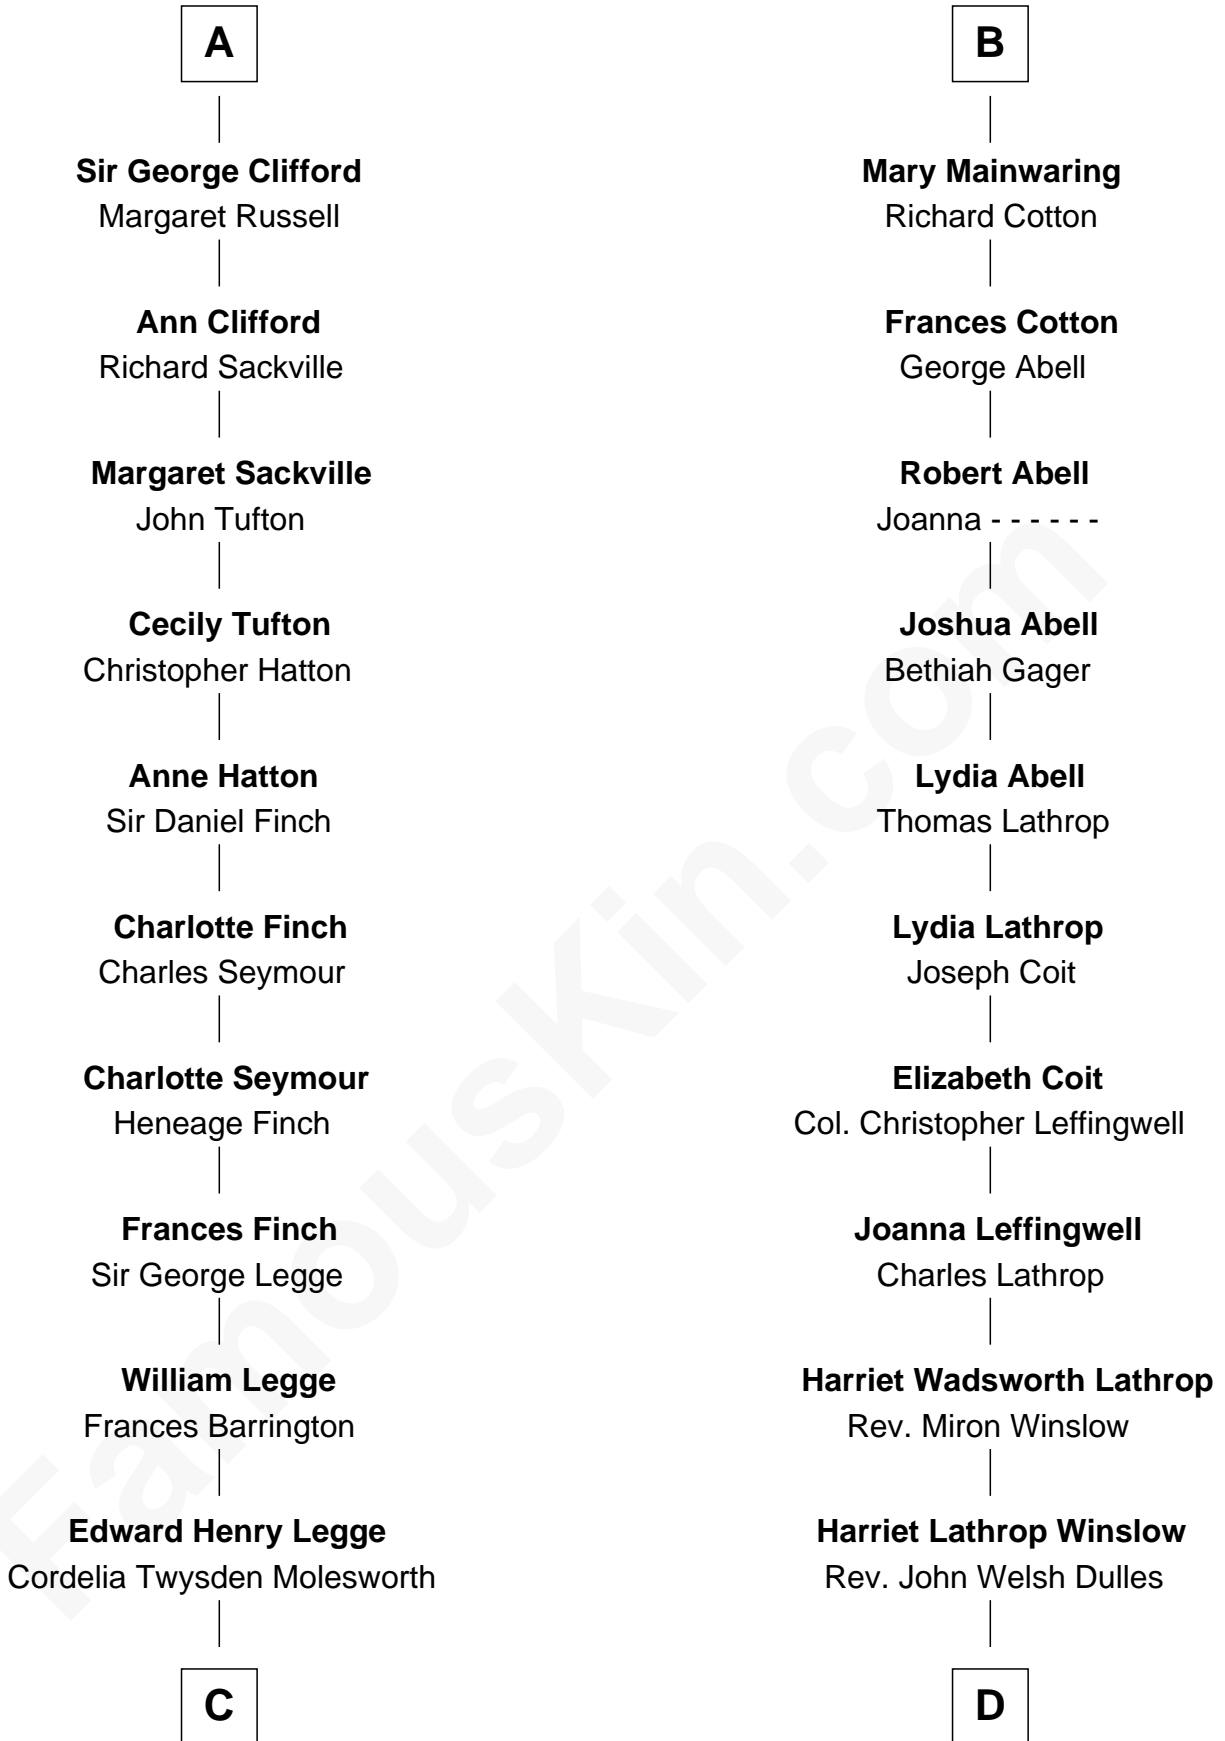 A
Sir George Clifford
Margaret Russell
Ann Clifford
Richard Sackville
Margaret Sackville
John Tufton
Cecily Tufton
Christopher Hatton
Anne Hatton
Sir Daniel Finch
Charlotte Finch
Charles Seymour
Charlotte Seymour
Heneage Finch
Frances Finch
Sir George Legge
William Legge
Frances Barrington
Edward Henry Legge
Cordelia Twysden Molesworth
C
B
Mary Mainwaring
Richard Cotton
Frances Cotton
George Abell
Robert Abell
Joanna - - - - - -
Joshua Abell
Bethiah Gager
Lydia Abell
Thomas Lathrop
Lydia Lathrop
Joseph Coit
Elizabeth Coit
Col. Christopher Leffingwell
Joanna Leffingwell
Charles Lathrop
Harriet Wadsworth Lathrop
Rev. Miron Winslow
Harriet Lathrop Winslow
Rev. John Welsh Dulles
D
FamousKin.com